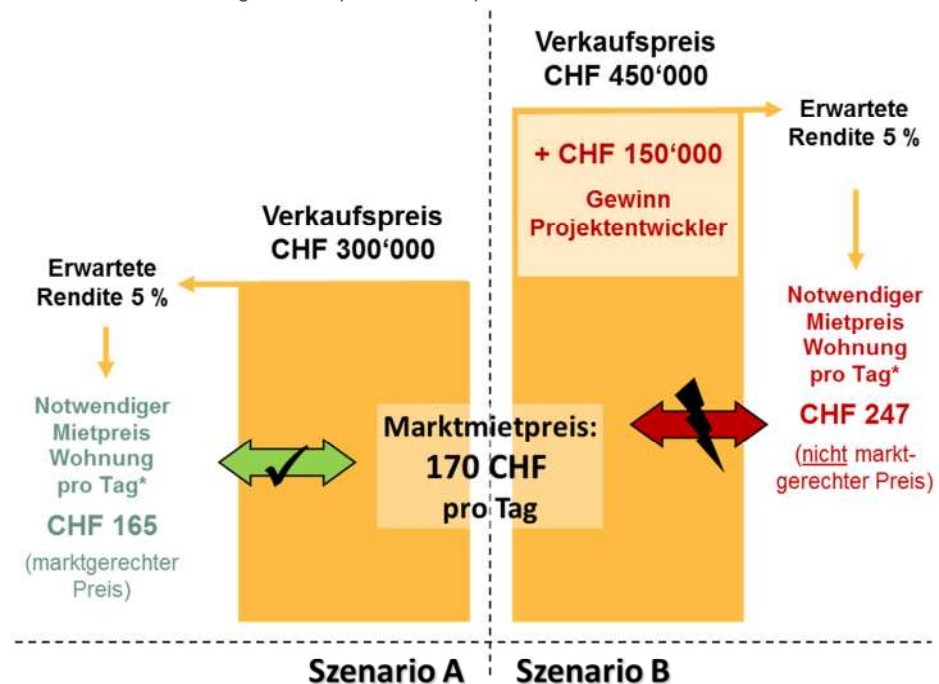 Verkaufspreis
CHF 300‘000
Erwartete
Rendite 5 %
Notwendiger
Mietpreis
Wohnung
pro Tag*
CHF 165
(marktgerechter
Preis)
Marktmietpreis:
170 CHF
pro Tag
Verkaufspreis
CHF 450‘000
Erwartete
Rendite 5 %
+ CHF 150‘000
Gewinn
Projektentwickler
Notwendiger
Mietpreis
Wohnung
pro Tag*
CHF 247
(nicht markt-
gerechter Preis)
Szenario A
Szenario B